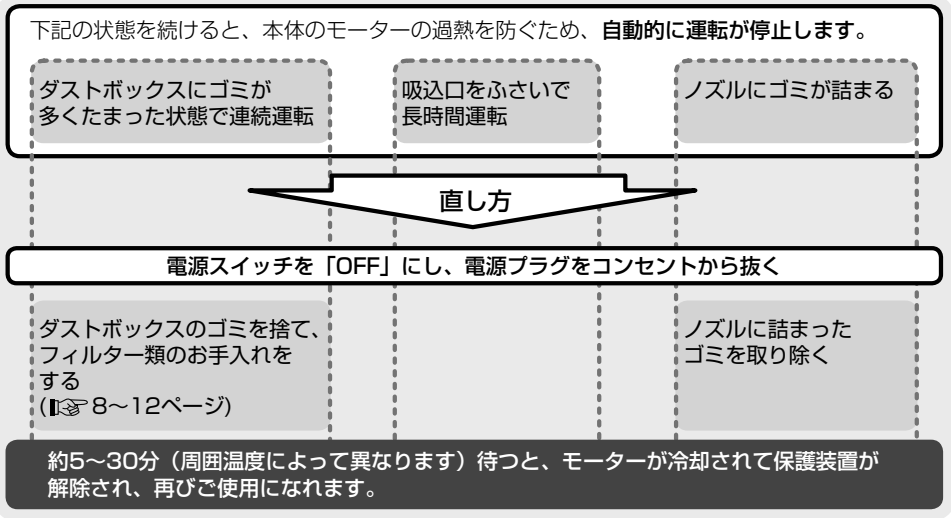 下記の状態を続けると、本体のモーターの過熱を防ぐため、自動的に運転が停止します。
ダストボックスにゴミが
多くたまった状態で連続運転
吸込口をふさいで
長時間運転
ノズルにゴミが詰まる
直し方
電源スイッチを「OFF」にし、電源プラグをコンセントから抜く
ダストボックスのゴミを捨て、
フィルター類のお手入れを
する
(☞8〜12ページ)
ノズルに詰まった
ゴミを取り除く
約5〜30分（周囲温度によって異なります）待つと、モーターが冷却されて保護装置が
解除され、再びご使用になれます。